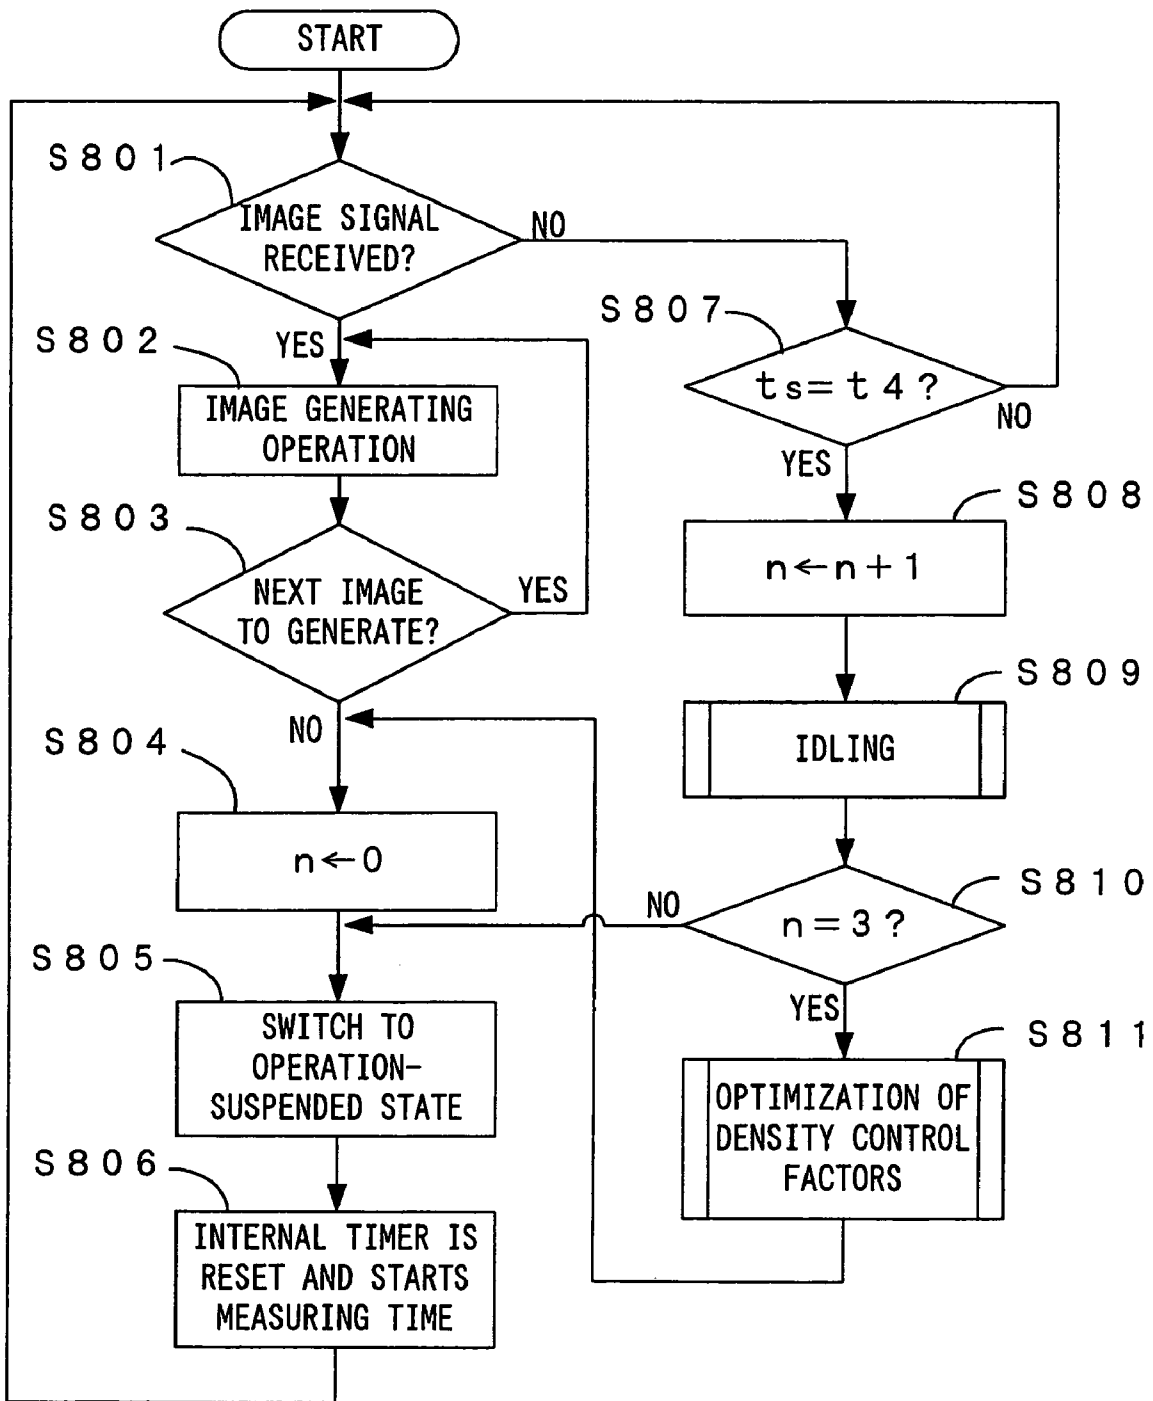 START
S801
IMAGE SIGNAL
RECEIVED?
NO
YES
S802
IMAGE GENERATING
OPERATION
S803
NEXT IMAGE
TO GENERATE?
YES
NO
S804
n←0
S805
SWITCH TO
OPERATION-
SUSPENDED STATE
S806
INTERNAL TIMER IS
RESET AND STARTS
MEASURING TIME
S807
ts=t4?
NO
YES
S808
n←n+1
S809
IDLING
S810
n=3?
NO
YES
S811
OPTIMIZATION OF
DENSITY CONTROL
FACTORS